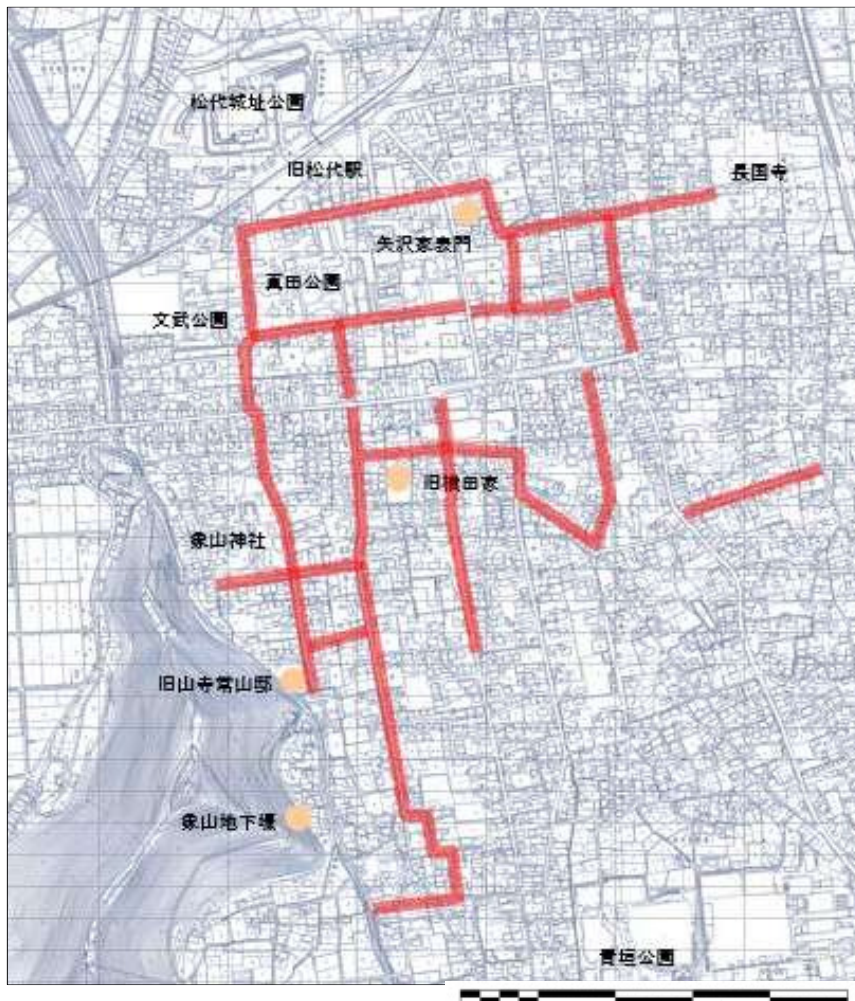 松代城址公園
旧松代駅
長国寺
矢沢家表門
真田公園
文武公園
旧横田家
象山神社
旧山寺常山邸
象山地下壕
青垣公園